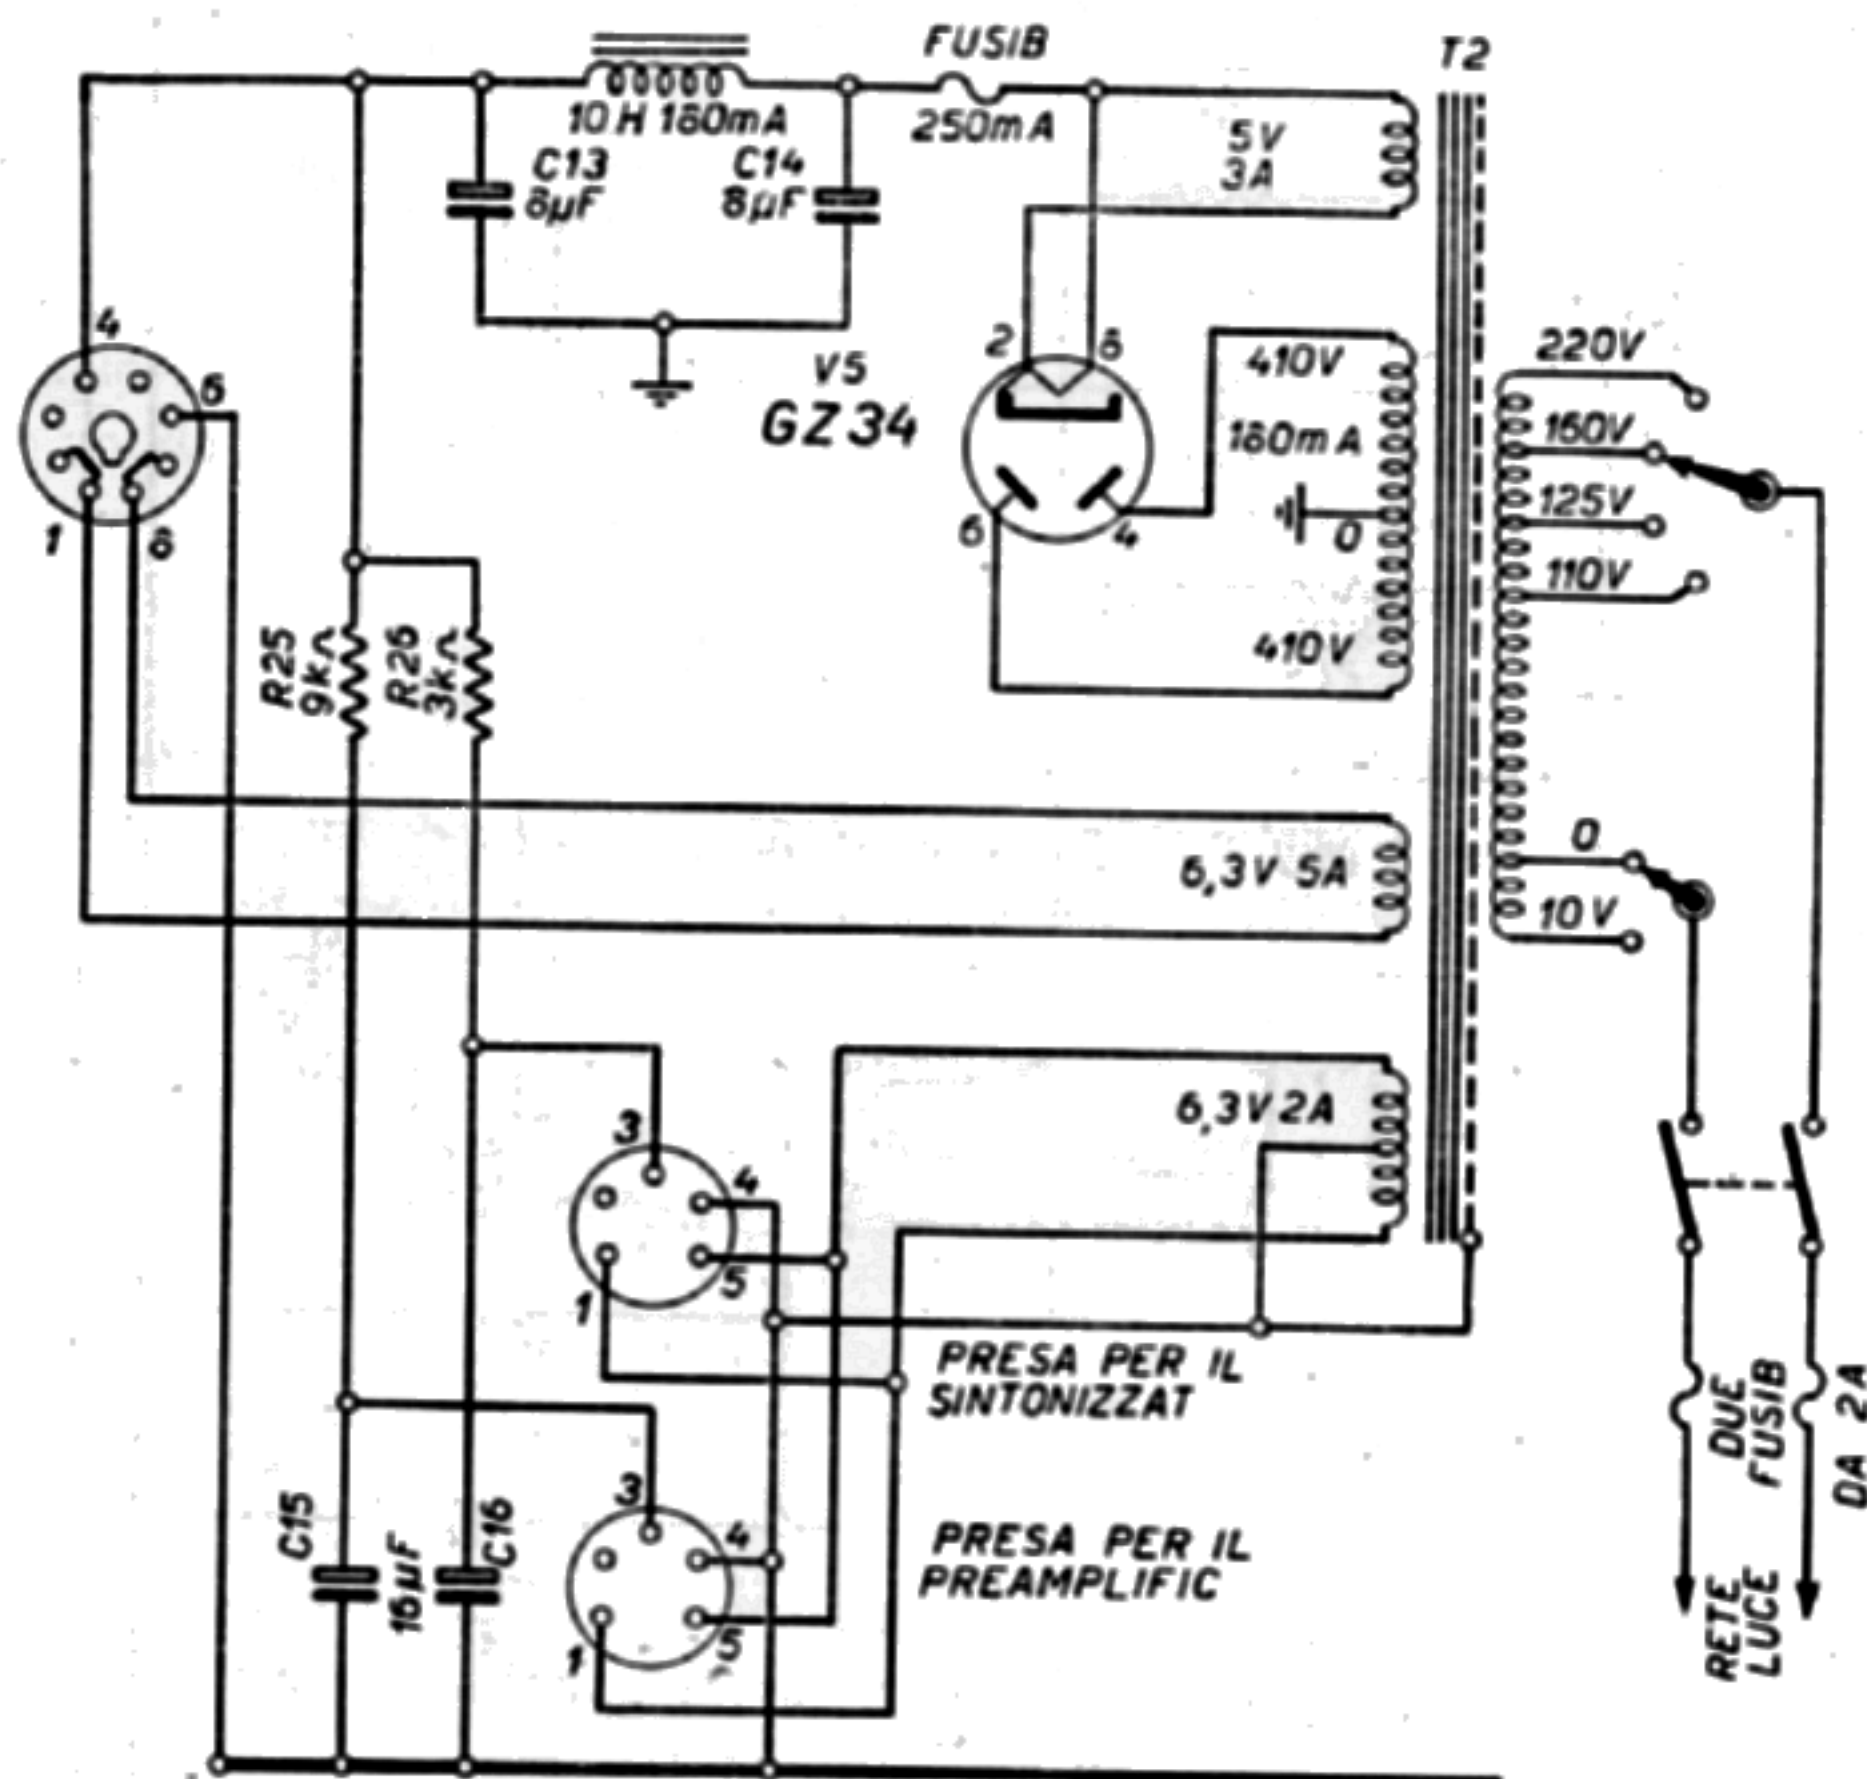 FUSIB
T2
10 H 180mA
250mA
5V
3A
C13
8µF
C14
8µF
4
6
1
8
2
8
V5
GZ34
410V
180mA
0
6
4
410V
220V
160V
125V
110V
R25
9kΩ
R26
3kΩ
6,3V 5A
0
10V
6,3V 2A
3
4
5
1
PRESA PER IL
SINTONIZZAT
3
4
5
1
PRESA PER IL
PREAMPLIFIC
C15
16µF
C16
DUE
FUSIB
DA 2A
RETE
LUCE